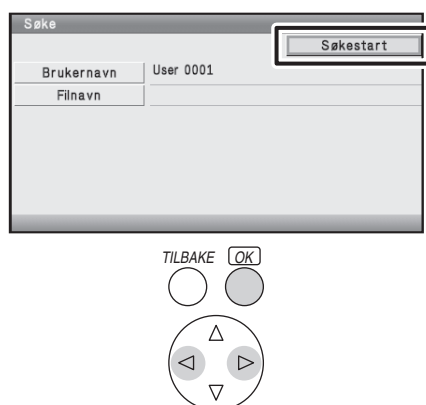 Søke
Søkestart
Brukernavn User 0001
Filnavn
TILBAKE OK